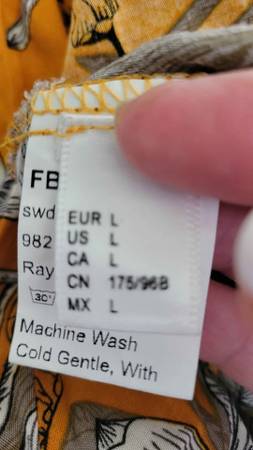 FB
swd
982
Ray
30°
EUR L
US L
CA L
CN 175/96B
MX L
Machine Wash
Cold Gentle, With